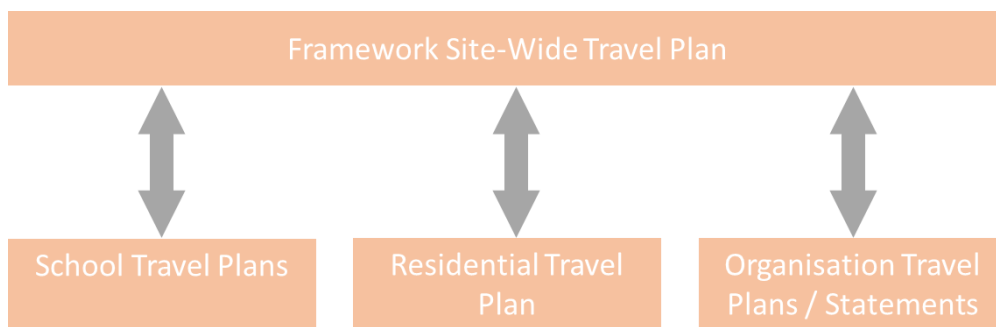 Framework Site-Wide Travel Plan
School Travel Plans
Residential Travel
Plan
Organisation Travel
Plans / Statements